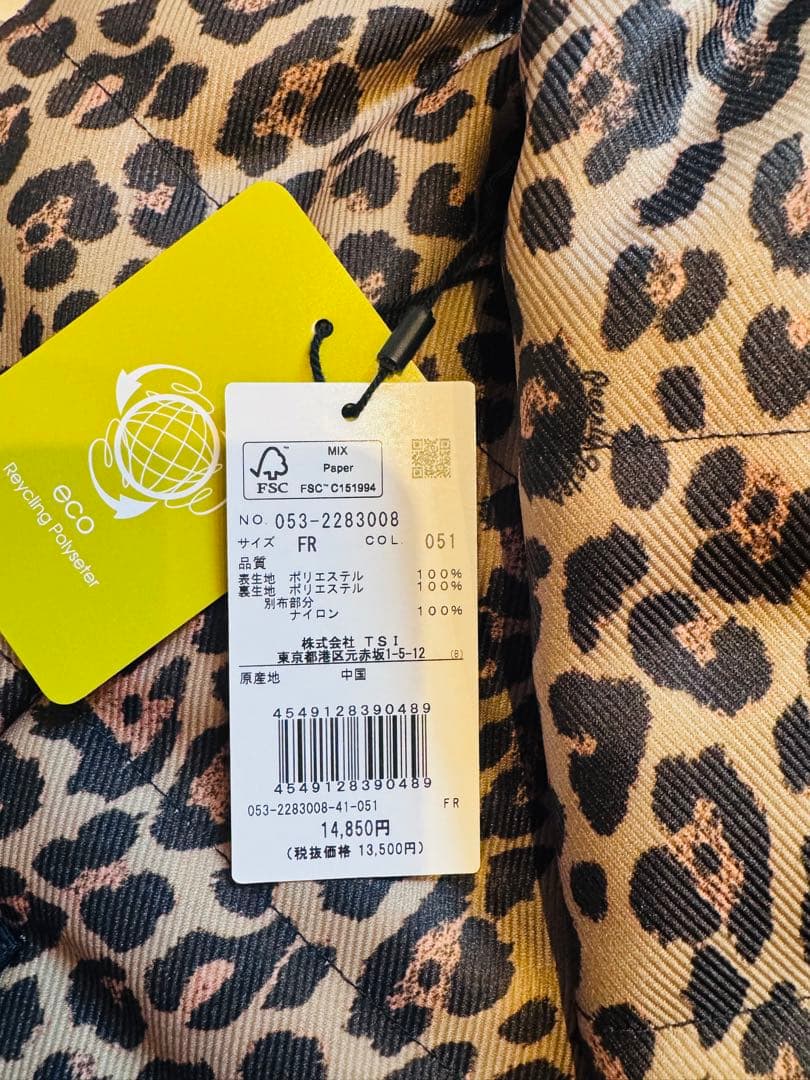 eco
Reycling Polyseter
MIX
Paper
FSC™ C151994
FSC
NO. 053-2283008
サイズ FR COL. 051
品質
表生地 ポリエステル 100%
裏生地 ポリエステル 100%
別布部分
ナイロン 100%
株式会社 TSI
東京都港区元赤坂1-5-12 (B)
原産地 中国
4549128390489
4549128390489
053-2283008-41-051 FR
14,850円
(税抜価格 13,500円)